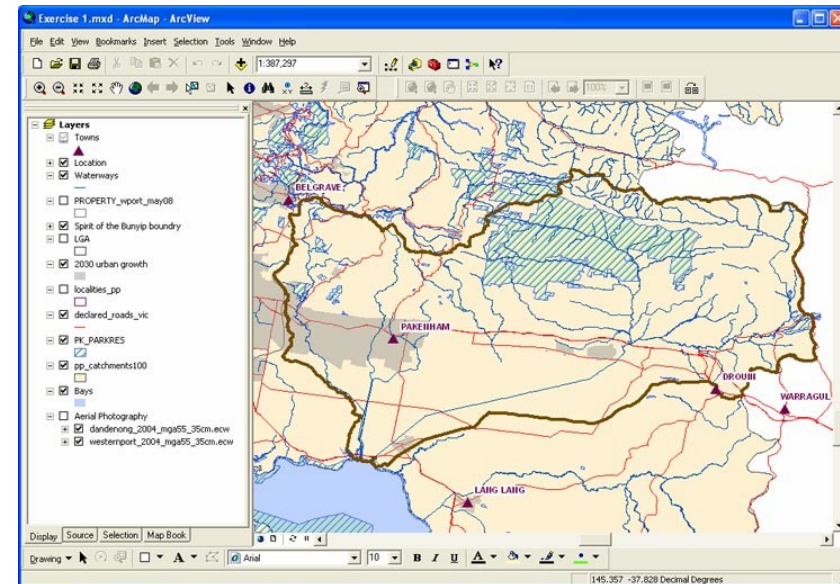 Exercise 1.mxd - ArcMap - ArcView
File Edit View Bookmarks Insert Selection Tools Window Help
1:387,297
100%
Layers
Towns
Location
Waterways
PROPERTY_wport_may08
Spirit of the Bunyip boundry
LGA
2030 urban growth
localities_pp
declared_roads_vic
PK_PARKRES
pp_catchments100
Bays
Aerial Photography
dandenong_2004_mga55_35cm.ecw
westernport_2004_mga55_35cm.ecw
BELGRAVE
PAKENHAM
DROUIN
WARRAGUL
LANG LANG
Display Source Selection Map Book
Drawing A Arial 10 B I U A
145.357 -37.828 Decimal Degrees